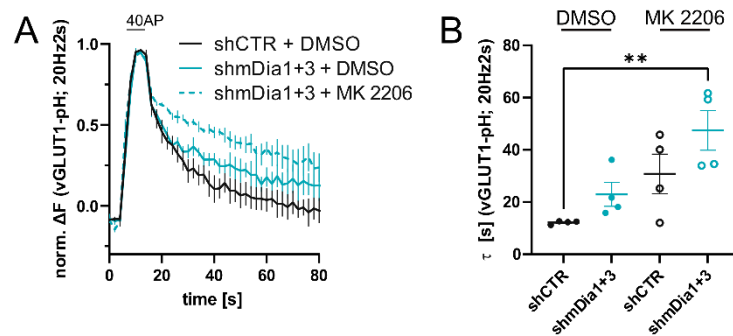 A
40AP
shCTR + DMSO
shmDia1+3 + DMSO
shmDia1+3 + MK 2206
norm. ΔF (vGLUT1-pH; 20Hz2s)
1.0
0.5
0.0
0
20
40
60
80
time [s]
B
DMSO
MK 2206
**
τ [s] (vGLUT1-pH; 20Hz2s)
80
60
40
20
0
shCTR
shmDia1+3
shCTR
shmDia1+3